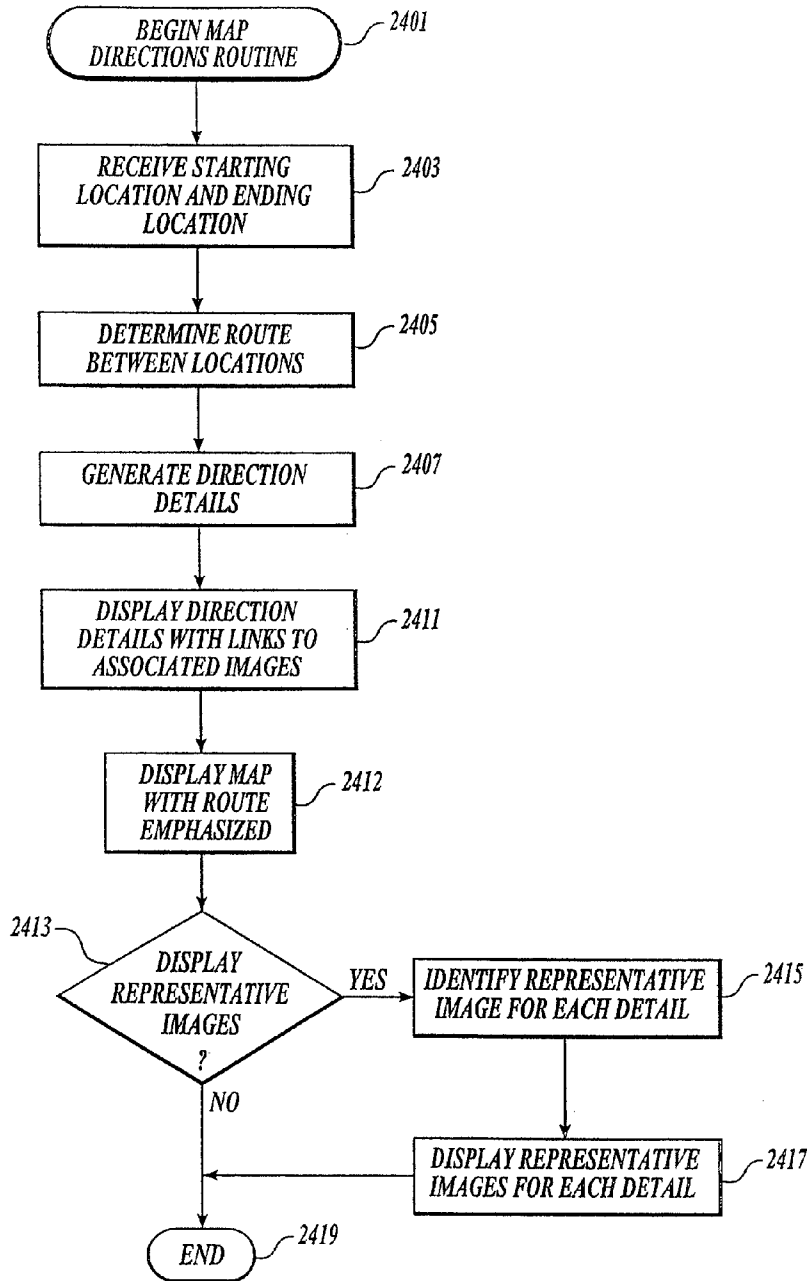 BEGIN MAP
DIRECTIONS ROUTINE
2401
RECEIVE STARTING
LOCATION AND ENDING
LOCATION
2403
DETERMINE ROUTE
BETWEEN LOCATIONS
2405
GENERATE DIRECTION
DETAILS
2407
DISPLAY DIRECTION
DETAILS WITH LINKS TO
ASSOCIATED IMAGES
2411
DISPLAY MAP
WITH ROUTE
EMPHASIZED
2412
2413
DISPLAY
REPRESENTATIVE
IMAGES
?
YES
IDENTIFY REPRESENTATIVE
IMAGE FOR EACH DETAIL
2415
NO
DISPLAY REPRESENTATIVE
IMAGES FOR EACH DETAIL
2417
END
2419